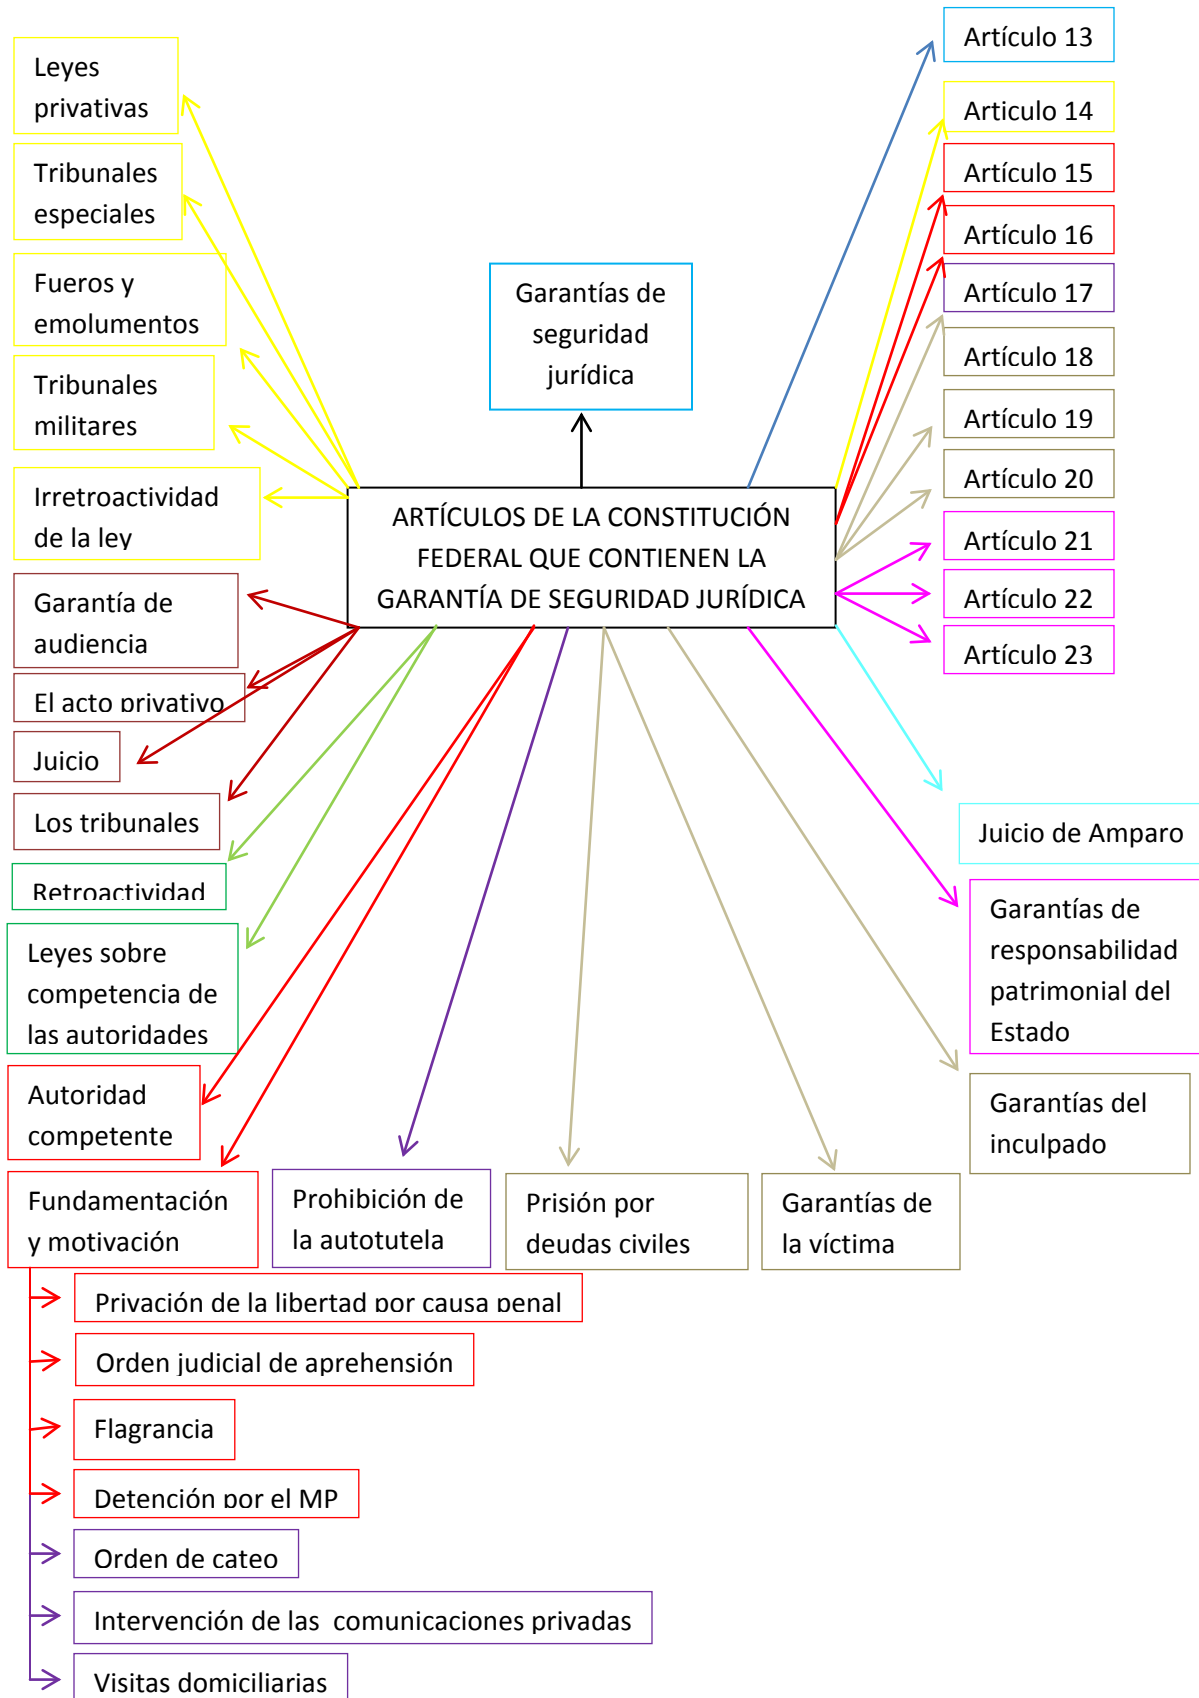 Leyes
privativas
Tribunales
especiales
Fueros y
emolumentos
Tribunales
militares
Irretroactividad
de la ley
Garantía de
audiencia
El acto privativo
Juicio
Los tribunales
Retroactividad
Leyes sobre
competencia de
las autoridades
Autoridad
competente
Fundamentación
y motivación
Privación de la libertad por causa penal
Orden judicial de aprehensión
Flagrancia
Detención por el MP
Orden de cateo
Intervención de las  comunicaciones privadas
Visitas domiciliarias
Garantías de
seguridad
jurídica
ARTÍCULOS DE LA CONSTITUCIÓN
FEDERAL QUE CONTIENEN LA
GARANTÍA DE SEGURIDAD JURÍDICA
Prohibición de
la autotutela
Prisión por
deudas civiles
Garantías de
la víctima
Artículo 13
Articulo 14
Artículo 15
Artículo 16
Artículo 17
Artículo 18
Artículo 19
Artículo 20
Artículo 21
Artículo 22
Artículo 23
Juicio de Amparo
Garantías de
responsabilidad
patrimonial del
Estado
Garantías del
inculpado